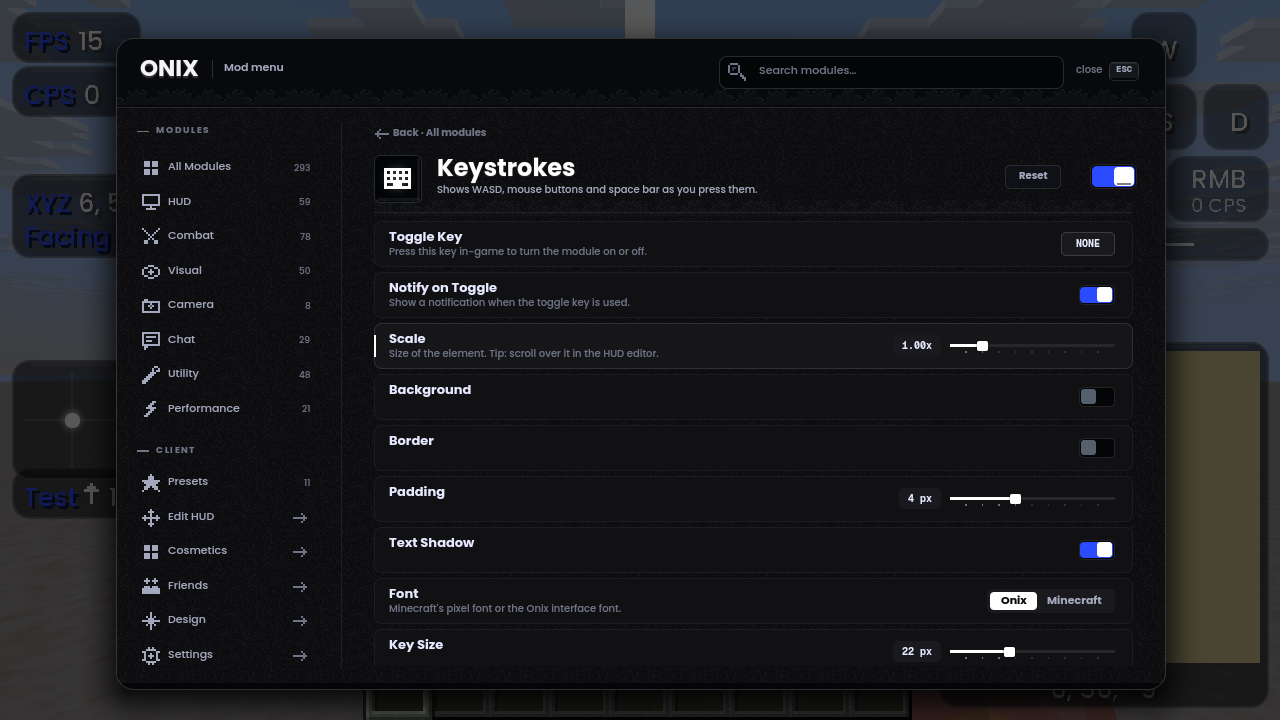 FPS 15
CPS 0
XYZ 6, 5
Facing
Test
W
S
D
RMB
0 CPS
ONIX
Mod menu
Search modules...
close ESC
MODULES
All Modules 293
HUD 59
Combat 78
Visual 50
Camera 8
Chat 29
Utility 48
Performance 21
CLIENT
Presets 11
Edit HUD
Cosmetics
Friends
Design
Settings
Back · All modules
Keystrokes
Shows WASD, mouse buttons and space bar as you press them.
Reset
Toggle Key
Press this key in-game to turn the module on or off.
NONE
Notify on Toggle
Show a notification when the toggle key is used.
Scale
Size of the element. Tip: scroll over it in the HUD editor.
1.00x
Background
Border
Padding
4 px
Text Shadow
Font
Minecraft's pixel font or the Onix interface font.
Onix Minecraft
Key Size
22 px